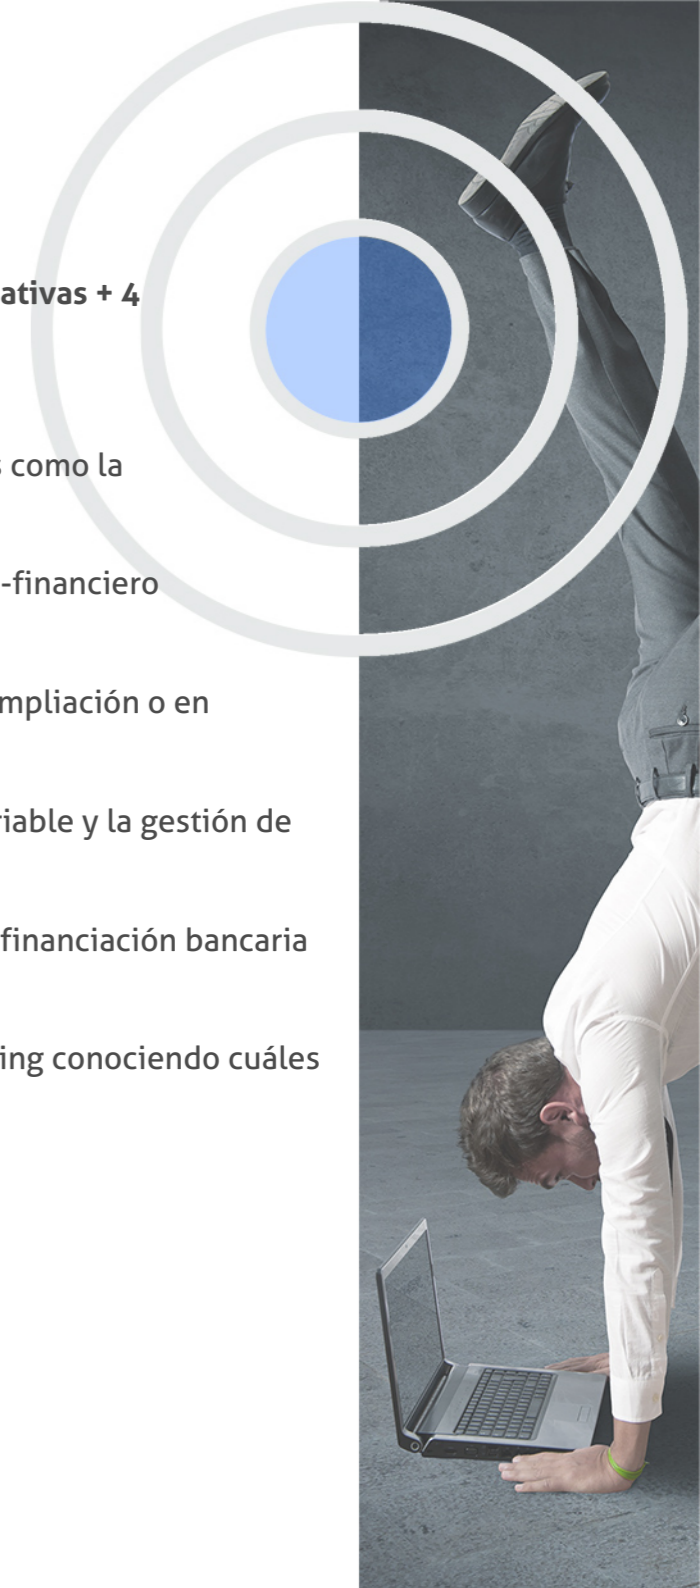 ativas + 4
s como la
-financiero
mpliación o en
riable y la gestión de
financiación bancaria
ing conociendo cuáles